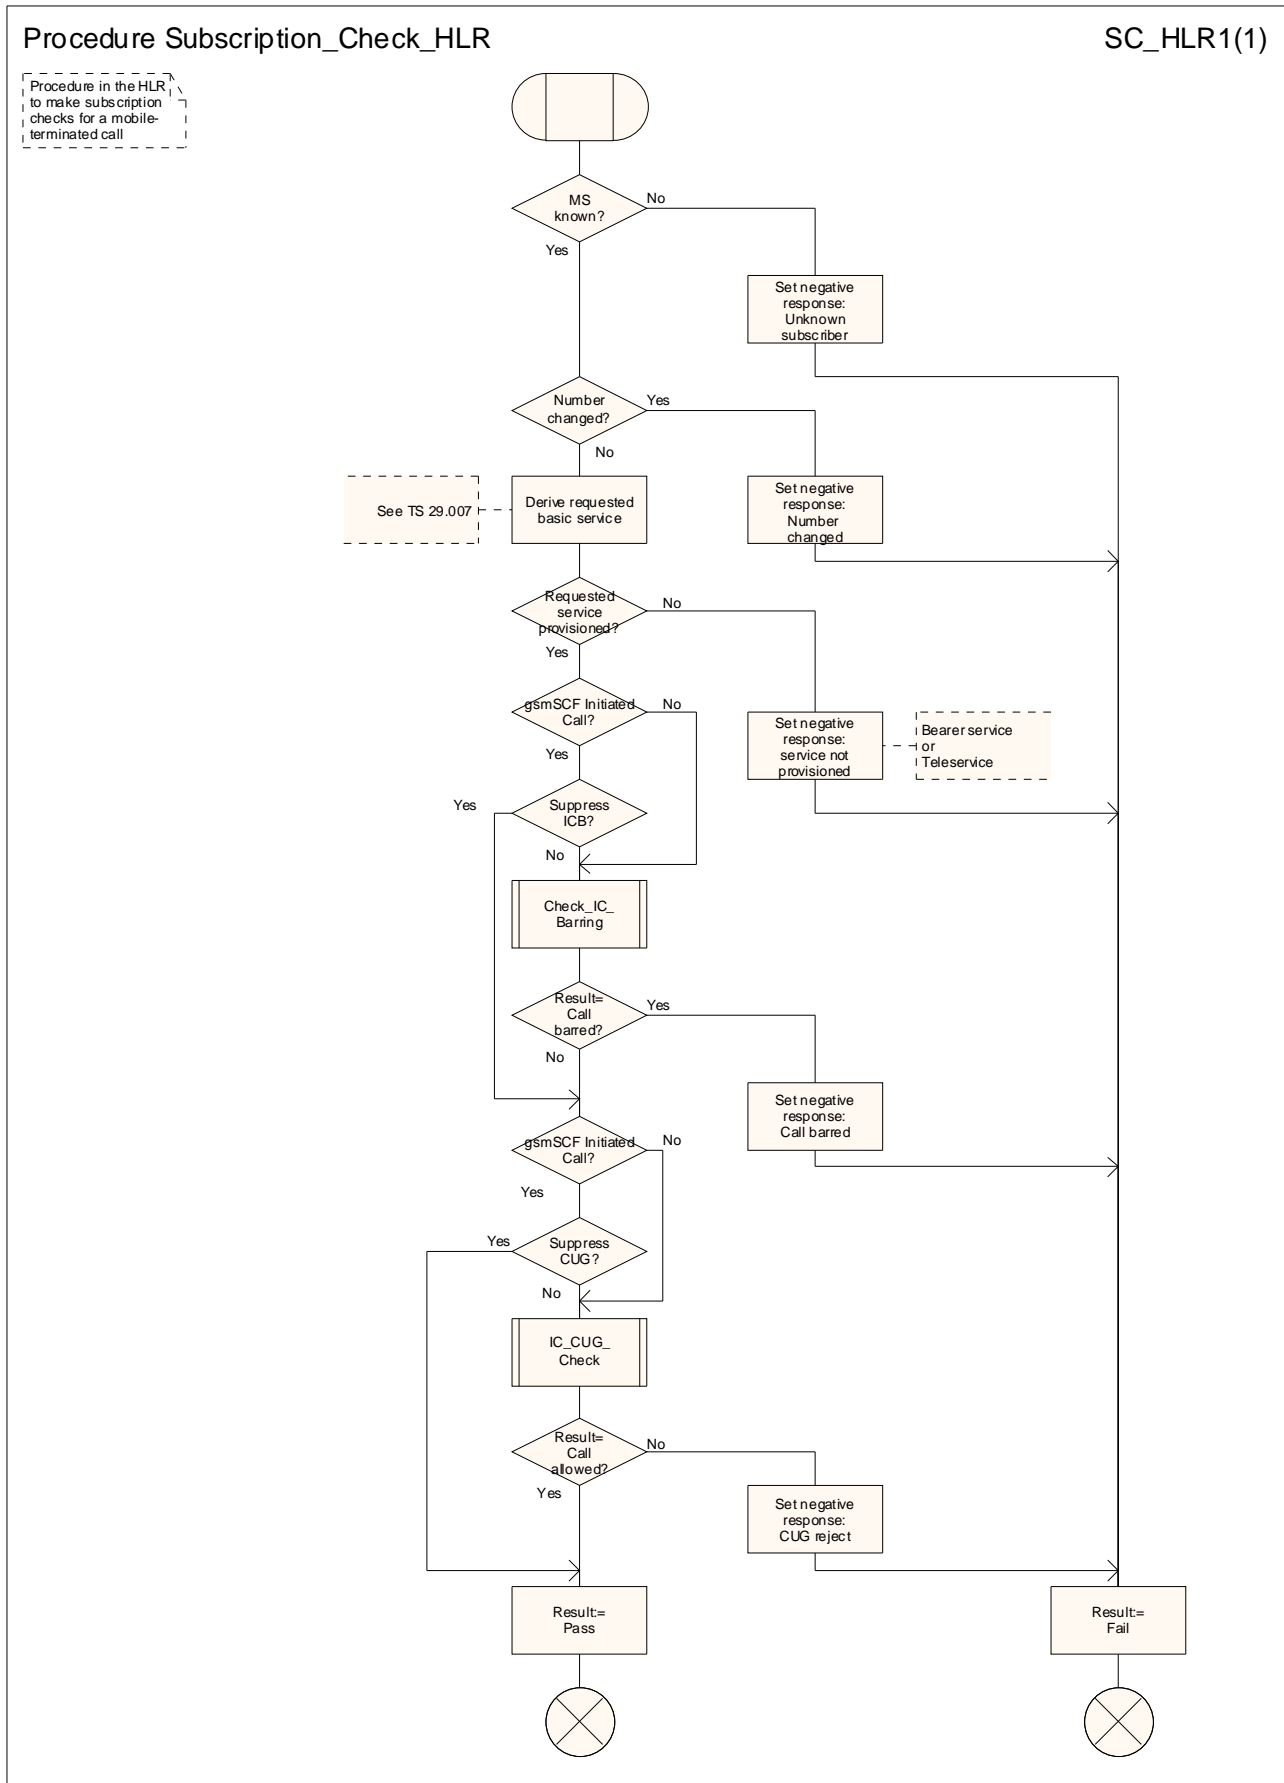 Procedure Subscription_Check_HLR
SC_HLR1(1)
Procedure in the HLR
to make subscription
checks for a mobile-
terminated call
MS
known?
No
Yes
Set negative
response:
Unknown
subscriber
Number
changed?
Yes
No
See TS 29.007
Derive requested
basic service
Set negative
response:
Number
changed
Requested
service
provisioned?
No
Yes
gsmSCF Initiated
Call?
No
Yes
Set negative
response:
service not
provisioned
Bearer service
or
Teleservice
Suppress
ICB?
Yes
No
Check_IC_
Barring
Result=
Call
barred?
Yes
No
Set negative
response:
Call barred
gsmSCF Initiated
Call?
No
Yes
Suppress
CUG?
Yes
No
IC_CUG_
Check
Result=
Call
allowed?
No
Yes
Set negative
response:
CUG reject
Result:=
Pass
Result:=
Fail